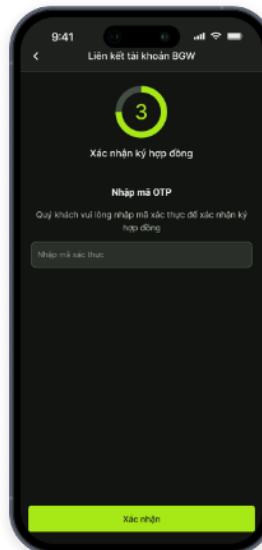 9:41
Liên kết tài khoản BGW
3
Xác nhận ký hợp đồng
Nhập mã OTP
Quý khách vui lòng nhập mã xác thực để xác nhận ký
hợp đồng
Nhập mã xác thực
Xác nhận